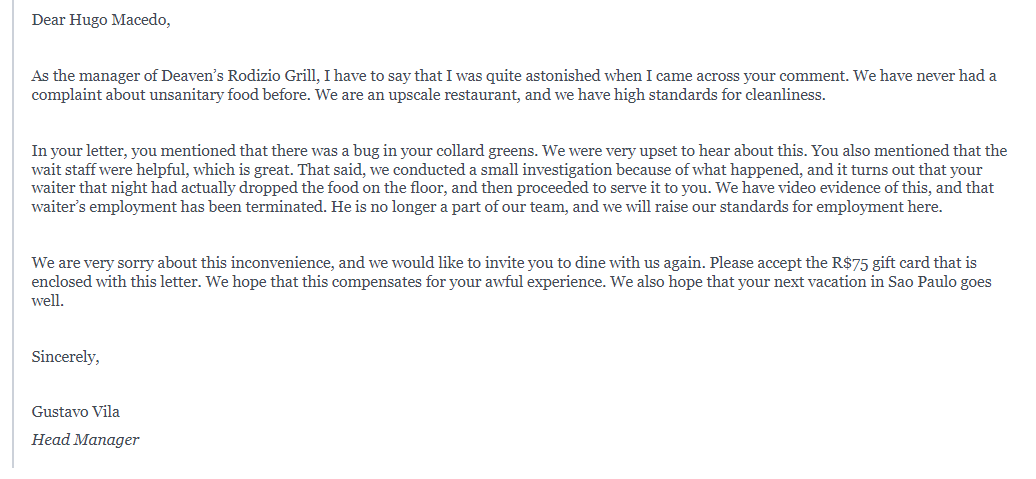 Dear Hugo Macedo,
As the manager of Deaven’s Rodizio Grill, I have to say that I was quite astonished when I came across your comment. We have never had a
complaint about unsanitary food before. We are an upscale restaurant, and we have high standards for cleanliness.
In your letter, you mentioned that there was a bug in your collard greens. We were very upset to hear about this. You also mentioned that the
wait staff were helpful, which is great. That said, we conducted a small investigation because of what happened, and it turns out that your
waiter that night had actually dropped the food on the floor, and then proceeded to serve it to you. We have video evidence of this, and that
waiter’s employment has been terminated. He is no longer a part of our team, and we will raise our standards for employment here.
We are very sorry about this inconvenience, and we would like to invite you to dine with us again. Please accept the R$75 gift card that is
enclosed with this letter. We hope that this compensates for your awful experience. We also hope that your next vacation in Sao Paulo goes
well.
Sincerely,
Gustavo Vila
Head Manager